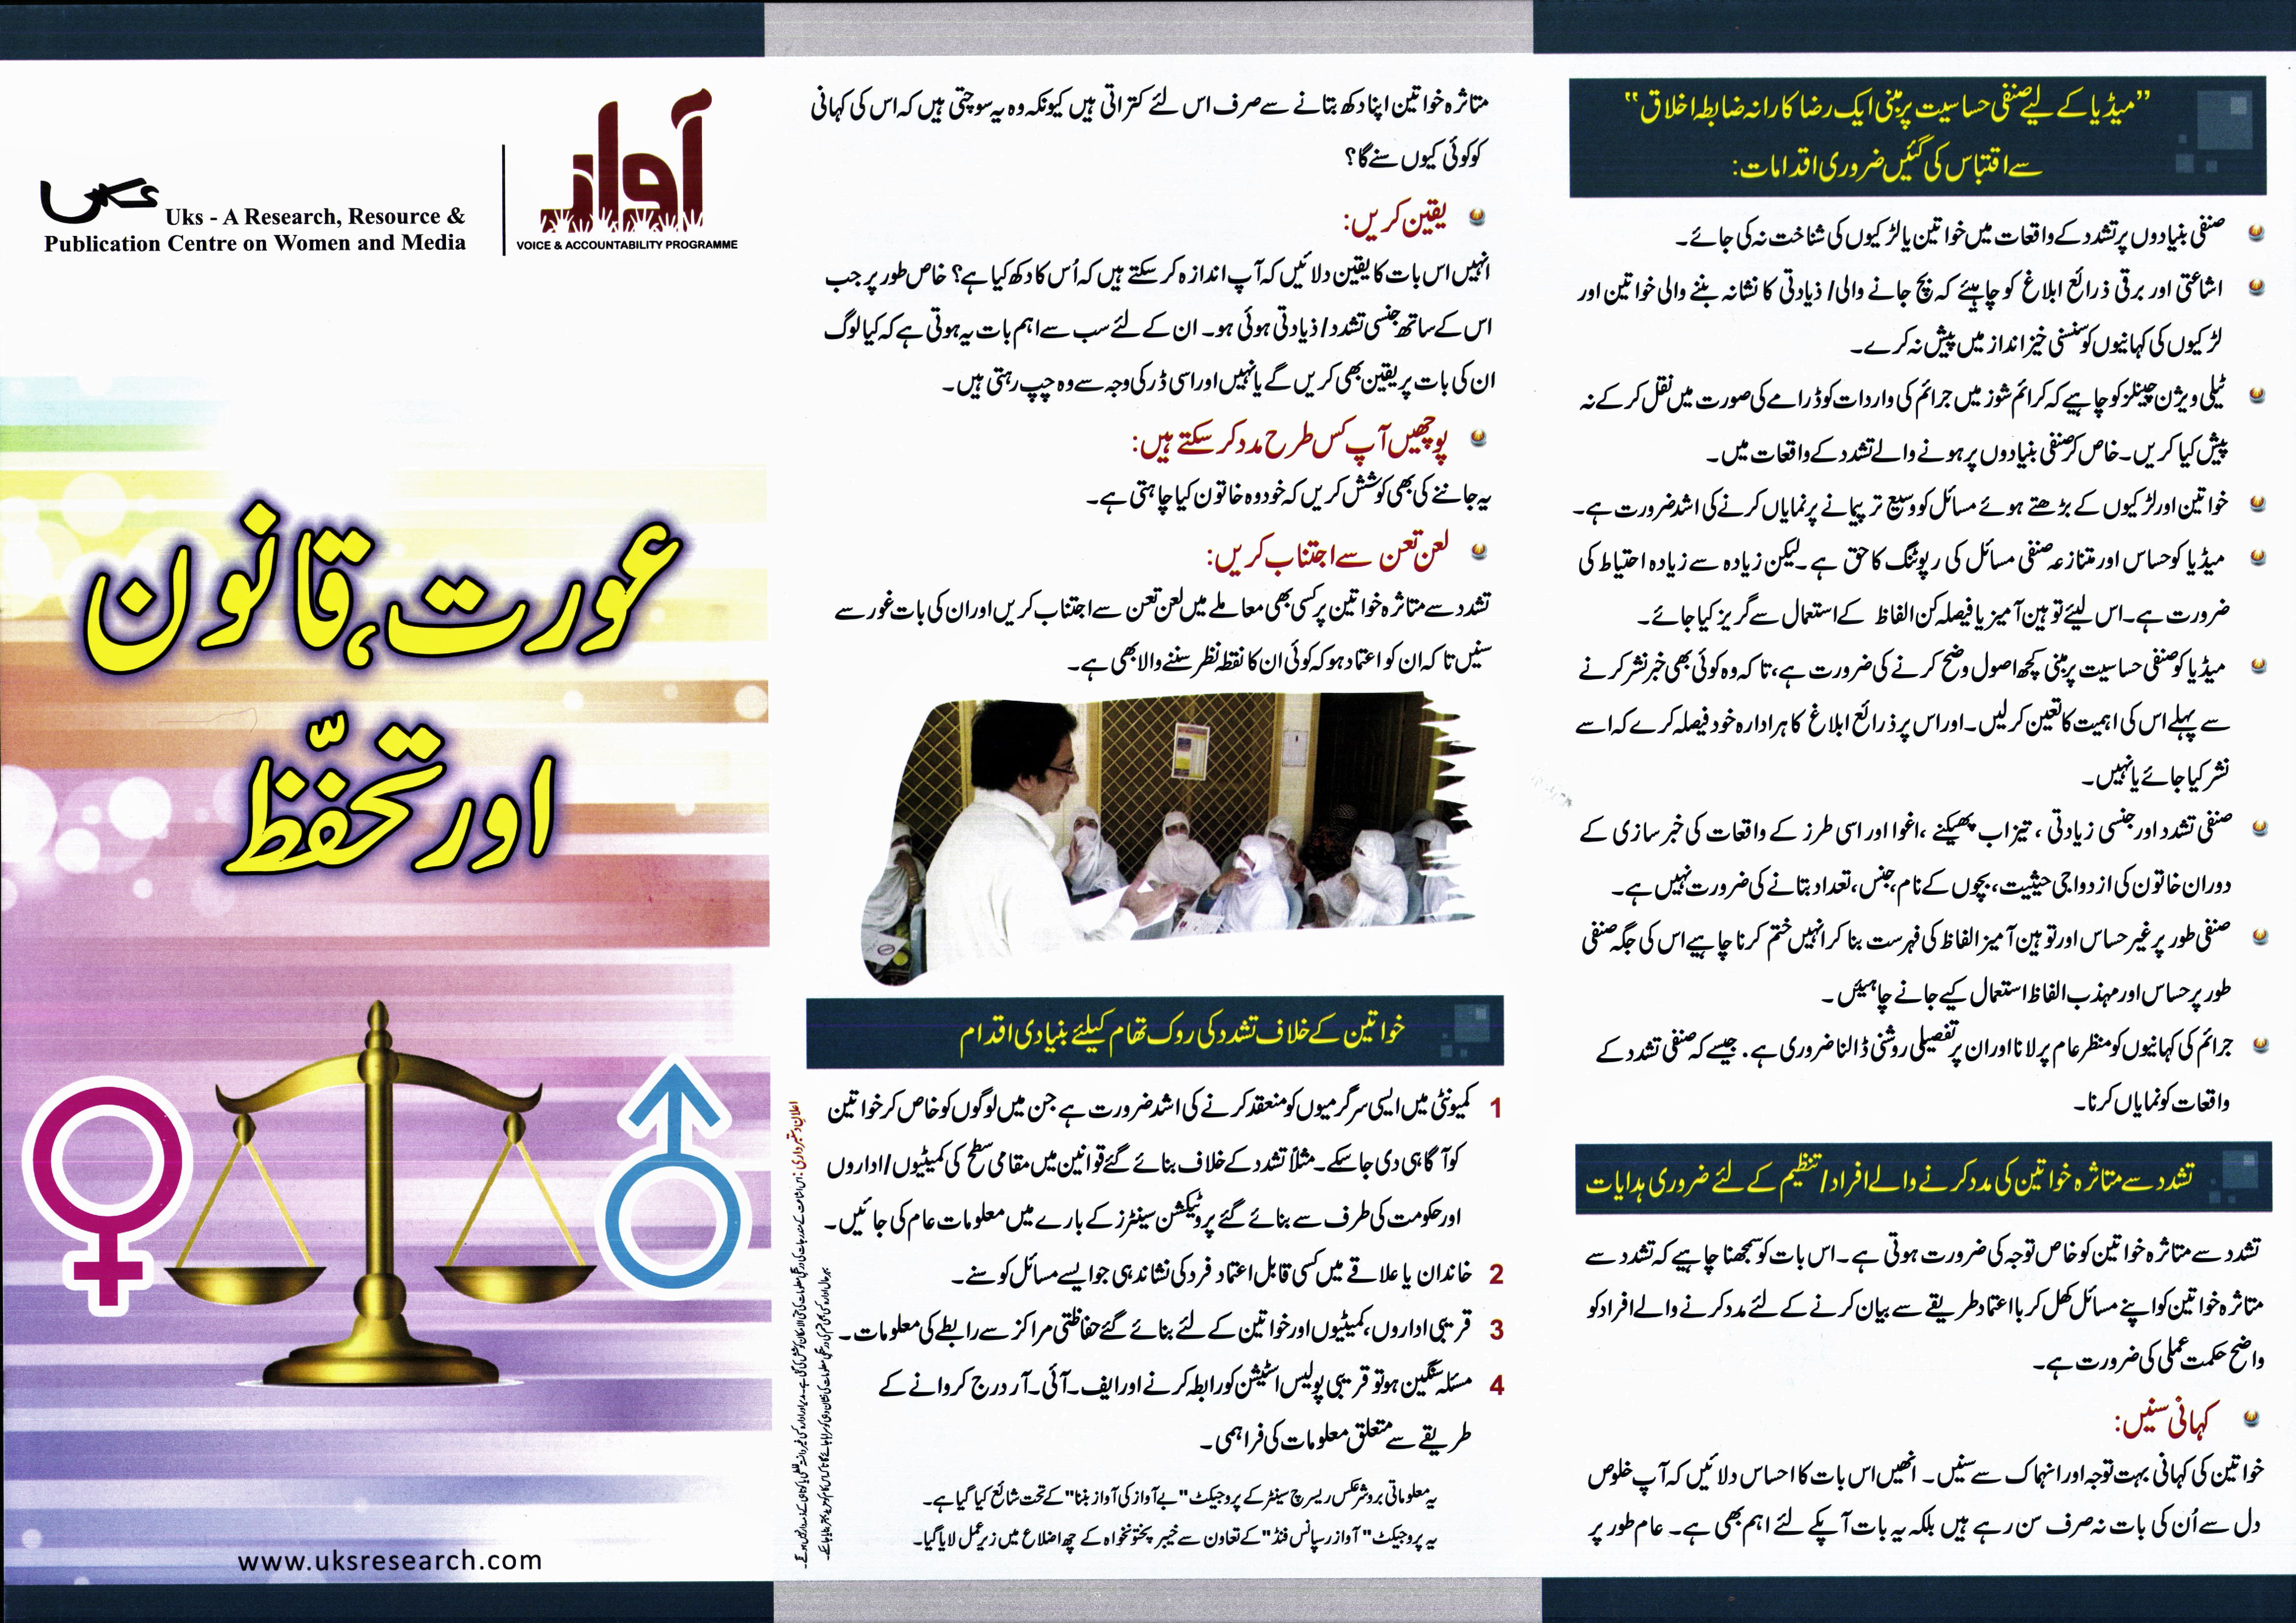 ”میڈیا کے لیے صنفی حساسیت پر مبنی ایک رضاکارانہ ضابطہ اخلاق“
سے اقتباس کی گئیں ضروری اقدامات:
صنفی بنیادوں پر تشدد کے واقعات میں خواتین یا لڑکیوں کی شناخت نہ کی جائے۔
اشاعتی اور برقی ذرائع ابلاغ کو چاہیئے کہ بچ جانے والی/ ذیادتی کا نشانہ بننے والی خواتین اور
لڑکیوں کی کہانیوں کو سنسنی خیز انداز میں پیش نہ کرے۔
ٹیلی ویژن چینلز کو چاہیے کہ کرائم شوز میں جرائم کی واردات کو ڈرامے کی صورت میں نقل کرکے نہ
پیش کیا کریں۔ خاص کر صنفی بنیادوں پر ہونے والے تشدد کے واقعات میں۔
خواتین اور لڑکیوں کے بڑھتے ہوئے مسائل کو وسیع تر پیمانے پر نمایاں کرنے کی اشد ضرورت ہے۔
میڈیا کو حساس اور متنازعہ صنفی مسائل کی رپوٹنگ کا حق ہے۔ لیکن زیادہ سے زیادہ احتیاط کی
ضرورت ہے۔ اس لیئے توہین آمیز یا فیصلہ کن الفاظ کے استعمال سے گریز کیا جائے۔
میڈیا کو صنفی حساسیت پر مبنی کچھ اصول وضح کرنے کی ضرورت ہے، تاکہ وہ کوئی بھی خبر نشر کرنے
سے پہلے اس کی اہمیت کا تعین کرلیں۔ اور اس پر ذرائع ابلاغ کا ہر ادارہ خود فیصلہ کرے کہ اسے
نشر کیا جائے یا نہیں۔
صنفی تشدد اور جنسی زیادتی ، تیزاب پھیکنے ، اغوا اور اسی طرز کے واقعات کی خبر سازی کے
دوران خاتون کی ازدواجی حیثیت، بچوں کے نام، جنس، تعداد بتانے کی ضرورت نہیں ہے۔
صنفی طور پر غیر حساس اور توہین آمیز الفاظ کی فہرست بنا کر انہیں ختم کرنا چاہیے اس کی جگہ صنفی
طور پر حساس اور مہذب الفاظ استعمال کیے جانے چاہیئں۔
جرائم کی کہانیوں کو منظر عام پر لانا اور ان پر تفصیلی روشنی ڈالنا ضروری ہے. جیسے کہ صنفی تشدد کے
واقعات کو نمایاں کرنا۔
تشدد سے متاثرہ خواتین کی مدد کرنے والے افراد/ تنظیم کے لئے ضروری ہدایات
تشدد سے متاثرہ خواتین کو خاص توجہ کی ضرورت ہوتی ہے۔ اس بات کو سمجھنا چاہیے کہ تشدد سے
متاثرہ خواتین کو اپنے مسائل کھل کر با اعتماد طریقے سے بیان کرنے کے لئے مدد کرنے والے افراد کو
واضح حکمت عملی کی ضرورت ہے۔
کہانی سنیں:
خواتین کی کہانی بہت توجہ اور انہماک سے سنیں۔ انھیں اس بات کا احساس دلائیں کہ آپ خلوص
دل سے اُن کی بات نہ صرف سن رہے ہیں بلکہ یہ بات آپکے لئے اہم بھی ہے۔ عام طور پر
متاثرہ خواتین اپنا دکھ بتانے سے صرف اس لئے کتراتی ہیں کیونکہ وہ یہ سوچتی ہیں کہ اس کی کہانی
کو کوئی کیوں سنے گا؟
یقین کریں:
انہیں اس بات کا یقین دلائیں کہ آپ اندازہ کرسکتے ہیں کہ اُس کا دکھ کیا ہے؟ خاص طور پر جب
اس کے ساتھ جنسی تشدد/ ذیادتی ہوئی ہو۔ ان کے لئے سب سے اہم بات یہ ہوتی ہے کہ کیا لوگ
ان کی بات پر یقین بھی کریں گے یا نہیں اور اسی ڈر کی وجہ سے وہ چپ رہتی ہیں۔
پوچھیں آپ کس طرح مدد کرسکتے ہیں:
یہ جاننے کی بھی کوشش کریں کہ خود وہ خاتون کیا چاہتی ہے۔
لعن تعن سے اجتناب کریں:
تشدد سے متاثرہ خواتین پر کسی بھی معاملے میں لعن تعن سے اجتناب کریں اور ان کی بات غور سے
سنیں تاکہ ان کو اعتماد ہو کہ کوئی ان کا نقطہ نظر سننے والا بھی ہے۔
خواتین کے خلاف تشدد کی روک تھام کیلئے بنیادی اقدام
1 کمیونٹی میں ایسی سرگرمیوں کو منعقد کرنے کی اشد ضرورت ہے جن میں لوگوں کو خاص کر خواتین
کو آگاہی دی جاسکے۔ مثلاً تشدد کے خلاف بنائے گئے قوانین میں مقامی سطح کی کمیٹیوں/ اداروں
اور حکومت کی طرف سے بنائے گئے پروٹیکشن سینٹرز کے بارے میں معلومات عام کی جائیں۔
2 خاندان یا علاقے میں کسی قابل اعتماد فرد کی نشاندہی جو ایسے مسائل کو سنے۔
3 قریبی اداروں، کمیٹیوں اور خواتین کے لئے بنائے گئے حفاظتی مراکز سے رابطے کی معلومات۔
4 مسئلہ سنگین ہو تو قریبی پولیس اسٹیشن کو رابطہ کرنے اور ایف۔آئی۔آر درج کروانے کے
طریقے سے متعلق معلومات کی فراہمی۔
یہ معلوماتی بروشر عکس ریسرچ سینٹر کے پروجیکٹ "بے آواز کی آواز بننا" کے تحت شائع کیا گیا ہے۔
یہ پروجیکٹ "آواز رسپانس فنڈ" کے تعاون سے خیبر پختونخواہ کے چھ اضلاع میں زیر عمل لایا گیا۔
اعلانِ دستبرداری:
آواز
VOICE & ACCOUNTABILITY PROGRAMME
عکس
Uks - A Research, Resource &
Publication Centre on Women and Media
عورت، قانون
اور تحفّظ
www.uksresearch.com